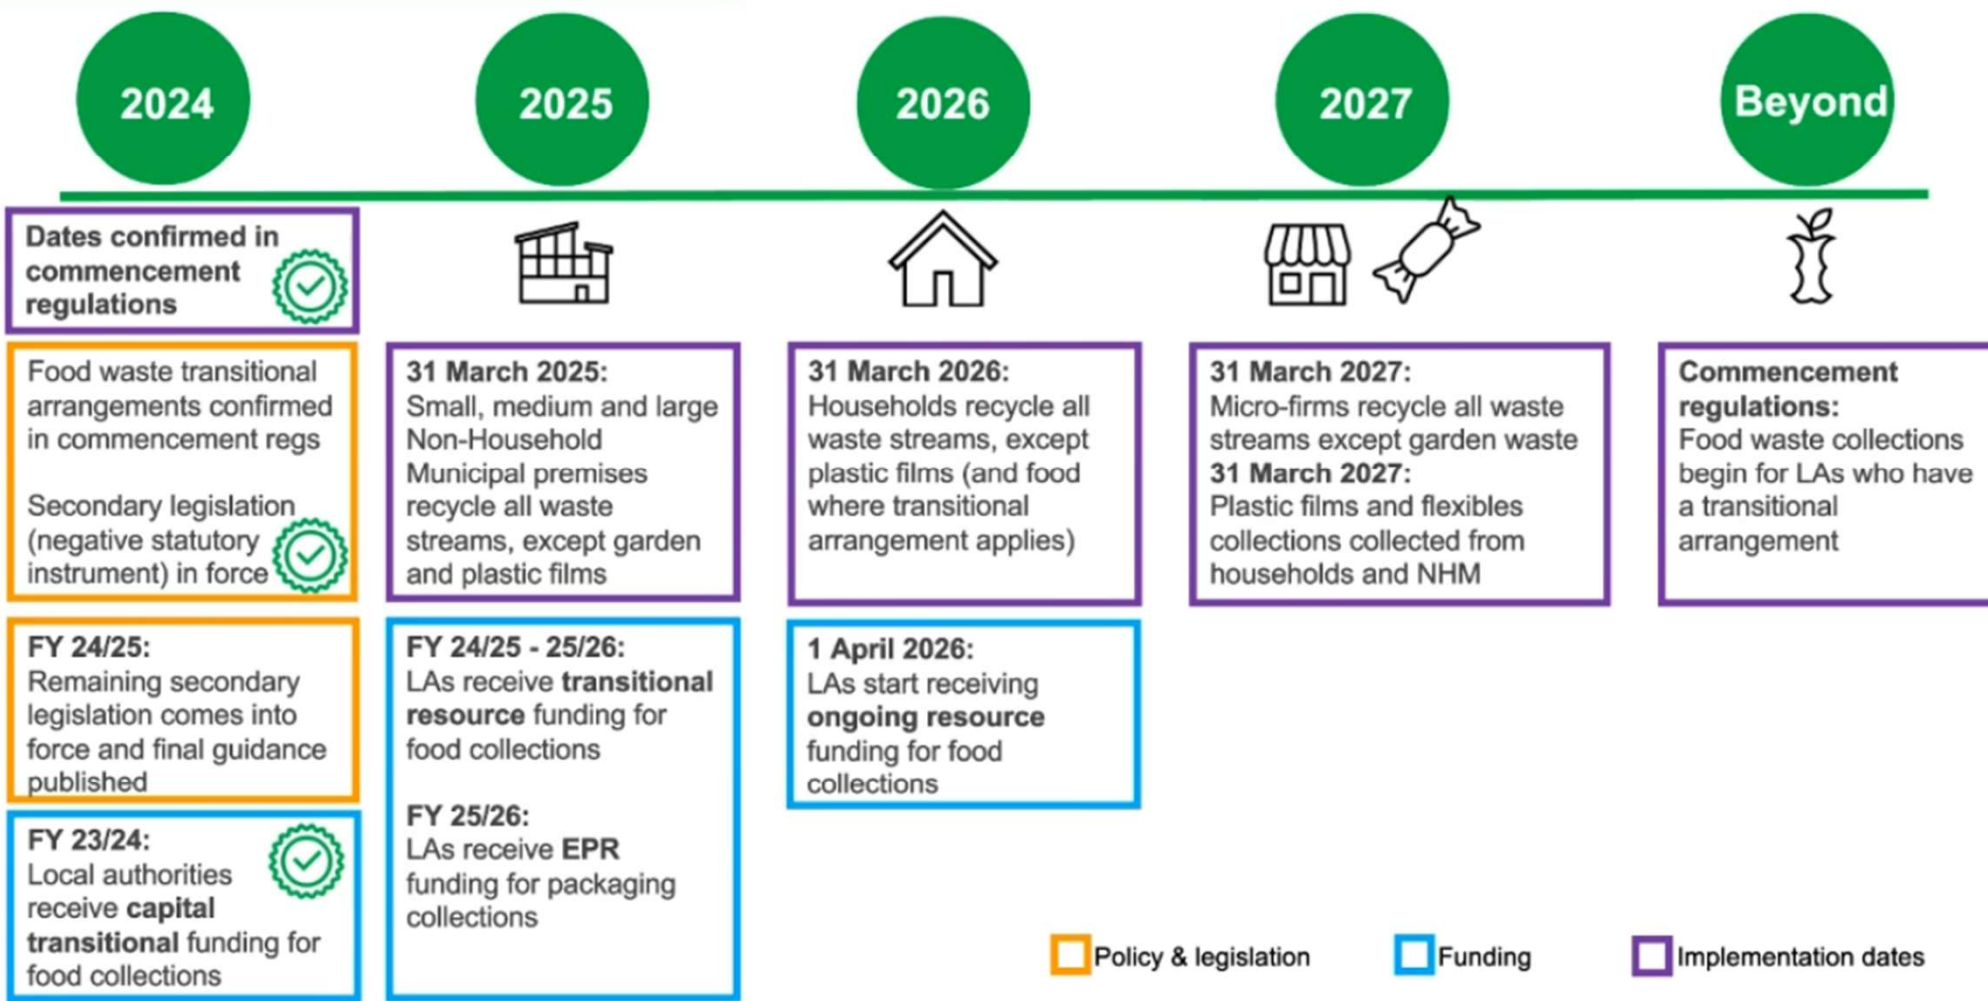 2024
2025
2026
2027
Beyond
Dates confirmed in
commencement
regulations
Food waste transitional
arrangements confirmed
in commencement regs
Secondary legislation
(negative statutory
instrument) in force
FY 24/25:
Remaining secondary
legislation comes into
force and final guidance
published
FY 23/24:
Local authorities
receive capital
transitional funding for
food collections
31 March 2025:
Small, medium and large
Non-Household
Municipal premises
recycle all waste
streams, except garden
and plastic films
FY 24/25 - 25/26:
LAs receive transitional
resource funding for
food collections
FY 25/26:
LAs receive EPR
funding for packaging
collections
31 March 2026:
Households recycle all
waste streams, except
plastic films (and food
where transitional
arrangement applies)
1 April 2026:
LAs start receiving
ongoing resource
funding for food
collections
31 March 2027:
Micro-firms recycle all waste
streams except garden waste
31 March 2027:
Plastic films and flexibles
collections collected from
households and NHM
Commencement
regulations:
Food waste collections
begin for LAs who have
a transitional
arrangement
Policy & legislation
Funding
Implementation dates